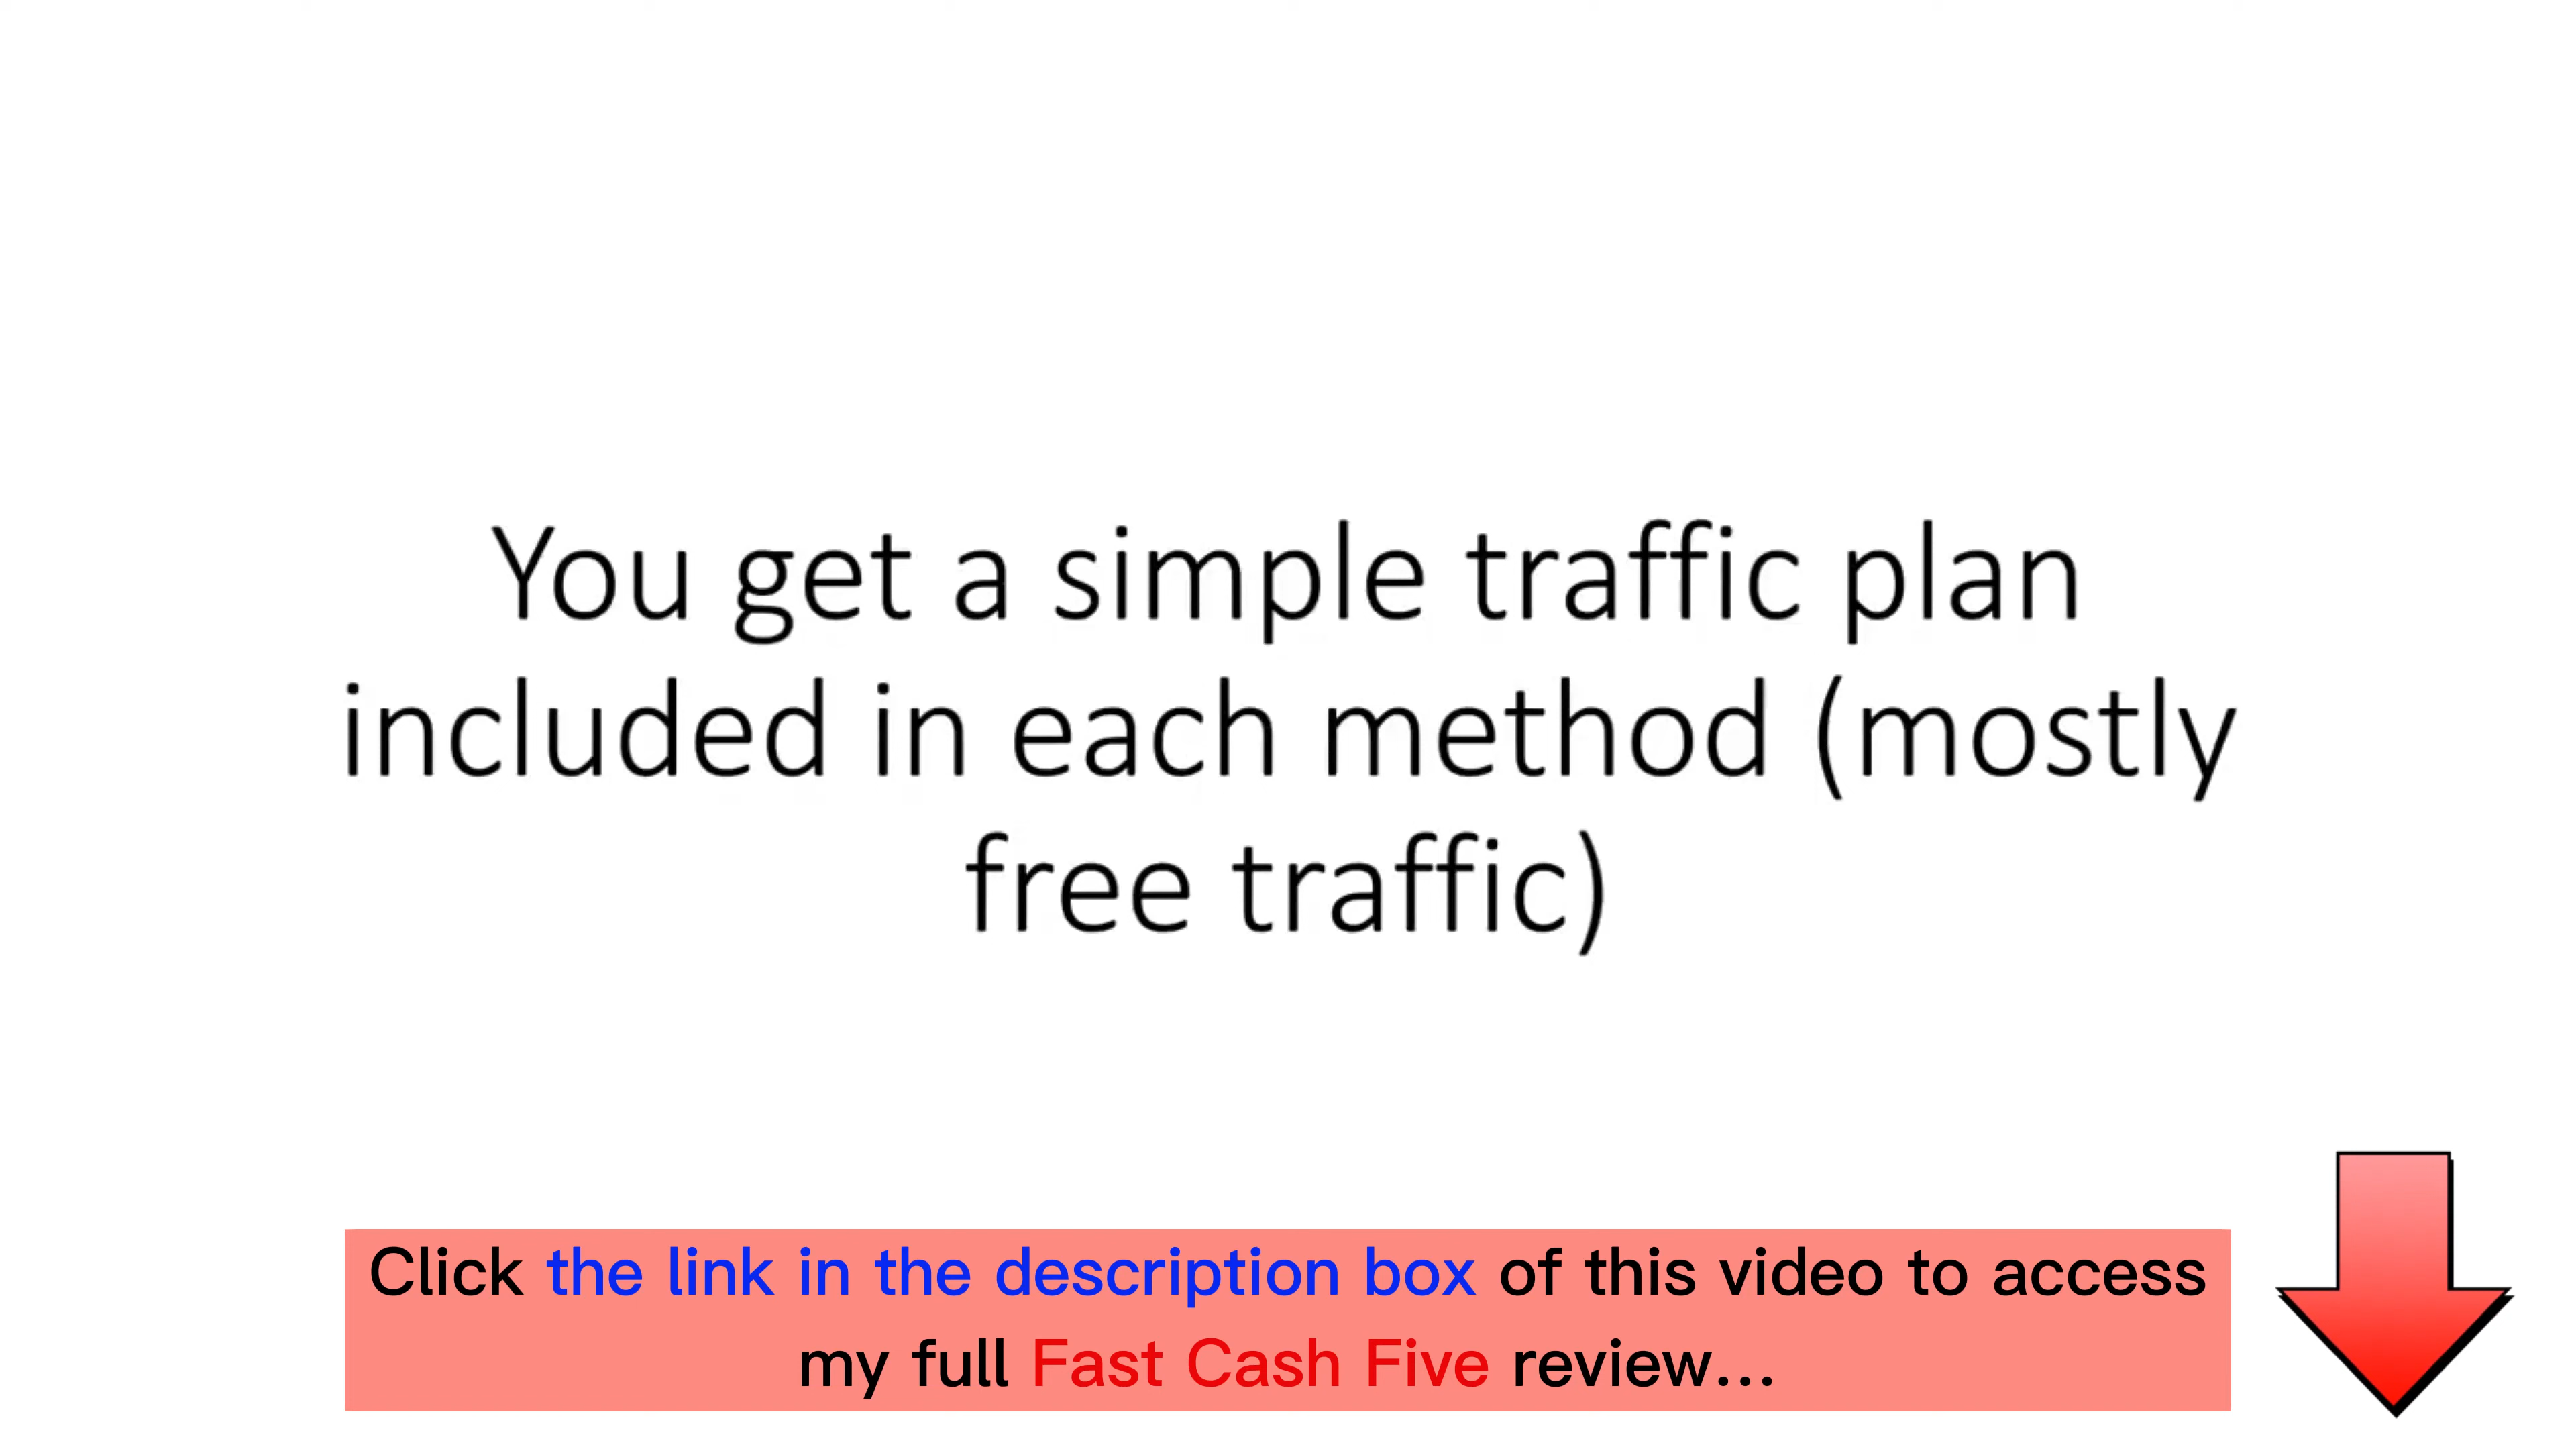 You get a simple traffic plan
included in each method (mostly
free traffic)
Click the link in the description box of this video to access
my full Fast Cash Five review...